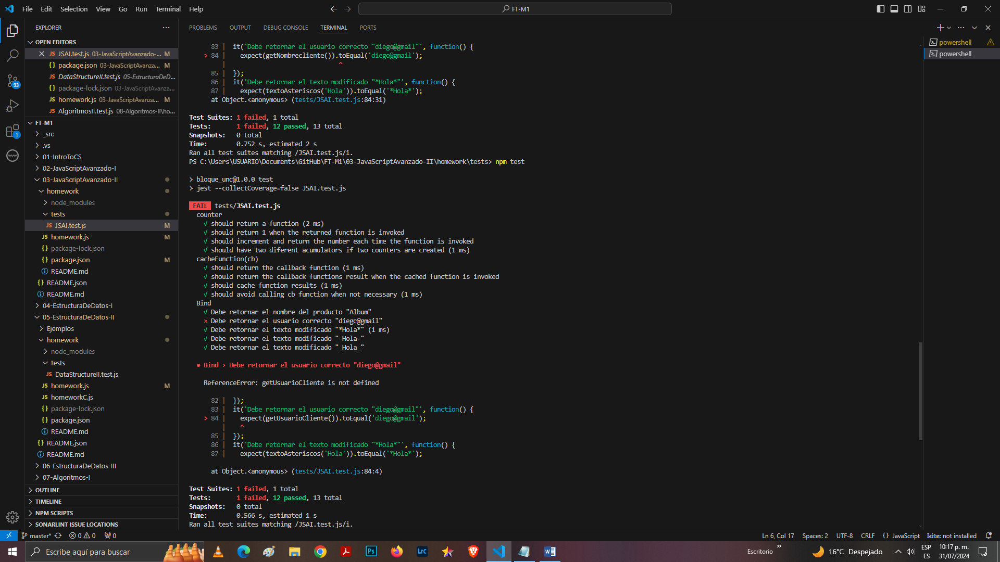 File Edit Selection View Go Run Terminal Help
FT-M1
EXPLORER
OPEN EDITORS
JS JSAI.test.js 03-JavaScriptAvanzado-... M
{} package.json 03-JavaScriptAvanza... M
JS DataStructureII.test.js 05-EstructuraDeD...
{} package-lock.json 03-JavaScriptAvanza...
JS homework.js 03-JavaScriptAvanza... M
JS AlgoritmosII.test.js 08-Algoritmos-II\ho...
FT-M1
_src
.vs
01-IntroToCS
02-JavaScriptAvanzado-I
03-JavaScriptAvanzado-II
homework
node_modules
tests
JS JSAI.test.js M
JS homework.js M
{} package-lock.json
{} package.json M
README.md
{} README.json
README.md
04-EstructuraDeDatos-I
05-EstructuraDeDatos-II
Ejemplos
homework
node_modules
tests
JS DataStructureII.test.js
JS homework.js M
JS homeworkC.js
{} package-lock.json
{} package.json
README.md
{} README.json
README.md
06-EstructuraDeDatos-III
07-Algoritmos-I
OUTLINE
TIMELINE
NPM SCRIPTS
SONARLINT ISSUE LOCATIONS
93
1
PROBLEMS OUTPUT DEBUG CONSOLE TERMINAL PORTS
83 | it('Debe retornar el usuario correcto "diego@gmail"', function() {
> 84 | expect(getNombrecliente()).toEqual('diego@gmail');
| ^
85 | });
86 | it('Debe retornar el texto modificado "*Hola*"', function() {
87 | expect(textoAsteriscos('Hola')).toEqual('*Hola*');
at Object.<anonymous> (tests/JSAI.test.js:84:31)
Test Suites: 1 failed, 1 total
Tests: 1 failed, 12 passed, 13 total
Snapshots: 0 total
Time: 0.752 s, estimated 2 s
Ran all test suites matching /JSAI.test.js/i.
PS C:\Users\USUARIO\Documents\GitHub\FT-M1\03-JavaScriptAvanzado-II\homework\tests> npm test
> bloque_uno@1.0.0 test
> jest --collectCoverage=false JSAI.test.js
FAIL tests/JSAI.test.js
counter
√ should return a function (2 ms)
√ should return 1 when the returned function is invoked
√ should increment and return the number each time the function is invoked
√ should have two diferent acumulators if two counters are created (1 ms)
cacheFunction(cb)
√ should return the callback function (1 ms)
√ should return the callback functions result when the cached function is invoked
√ should cache function results (1 ms)
√ should avoid calling cb function when not necessary (1 ms)
Bind
√ Debe retornar el nombre del producto "Album"
× Debe retornar el usuario correcto "diego@gmail"
√ Debe retornar el texto modificado "*Hola*" (1 ms)
√ Debe retornar el texto modificado "-Hola-"
√ Debe retornar el texto modificado "_Hola_"
● Bind › Debe retornar el usuario correcto "diego@gmail"
ReferenceError: getUsuarioCliente is not defined
82 | });
83 | it('Debe retornar el usuario correcto "diego@gmail"', function() {
> 84 | expect(getUsuarioCliente()).toEqual('diego@gmail');
| ^
85 | });
86 | it('Debe retornar el texto modificado "*Hola*"', function() {
87 | expect(textoAsteriscos('Hola')).toEqual('*Hola*');
at Object.<anonymous> (tests/JSAI.test.js:84:4)
Test Suites: 1 failed, 1 total
Tests: 1 failed, 12 passed, 13 total
Snapshots: 0 total
Time: 0.566 s, estimated 1 s
Ran all test suites matching /JSAI.test.js/i.
powershell
powershell
master* 0 0 0
Ln 6, Col 17 Spaces: 2 UTF-8 CRLF {} JavaScript kite: not installed
Escribe aquí para buscar
Ps
Lrc
Escritorio
16°C Despejado
ESP
ES
10:17 p. m.
31/07/2024